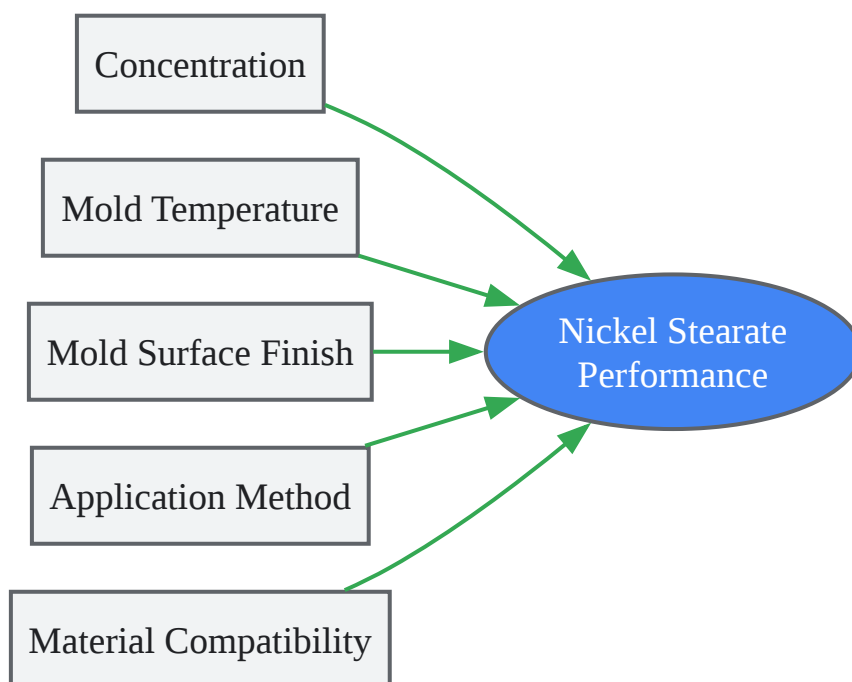 Concentration
Mold Temperature
Mold Surface Finish
Nickel Stearate
Performance
Application Method
Material Compatibility